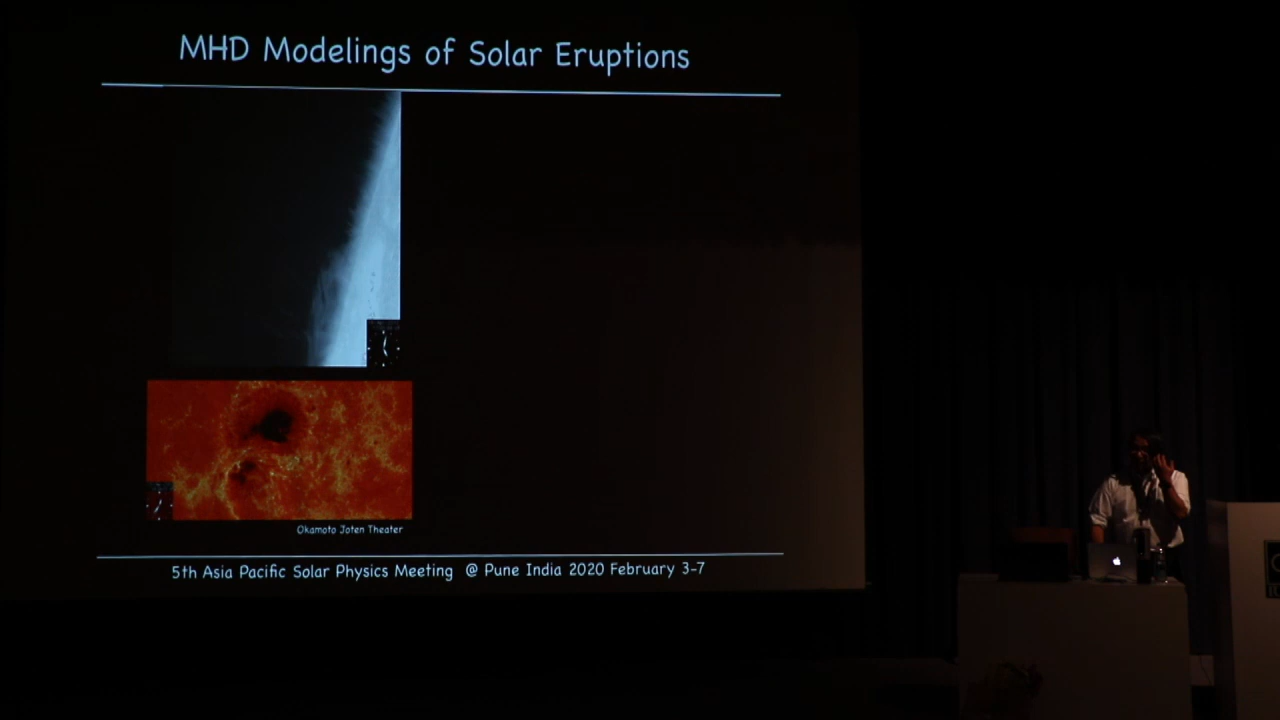 MHD Modelings of Solar Eruptions
Okamoto Joten Theater
5th Asia Pacific Solar Physics Meeting @ Pune India 2020 February 3-7